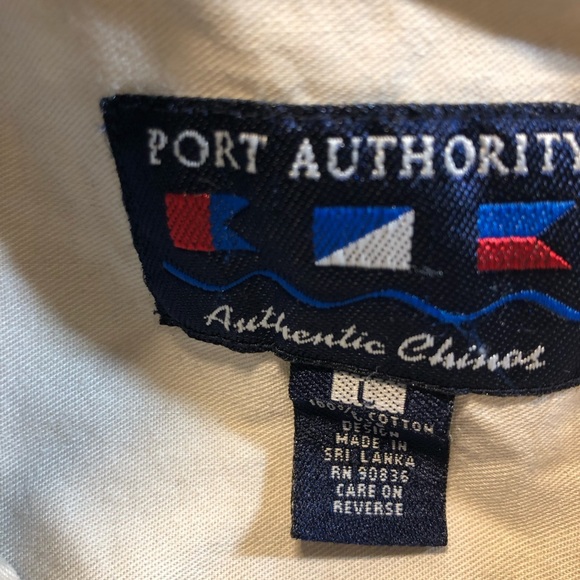 PORT AUTHORITY
Authentic Chinos
L
100% COTTON
DESIGN
MADE IN
SRI LANKA
RN 90836
CARE ON
REVERSE